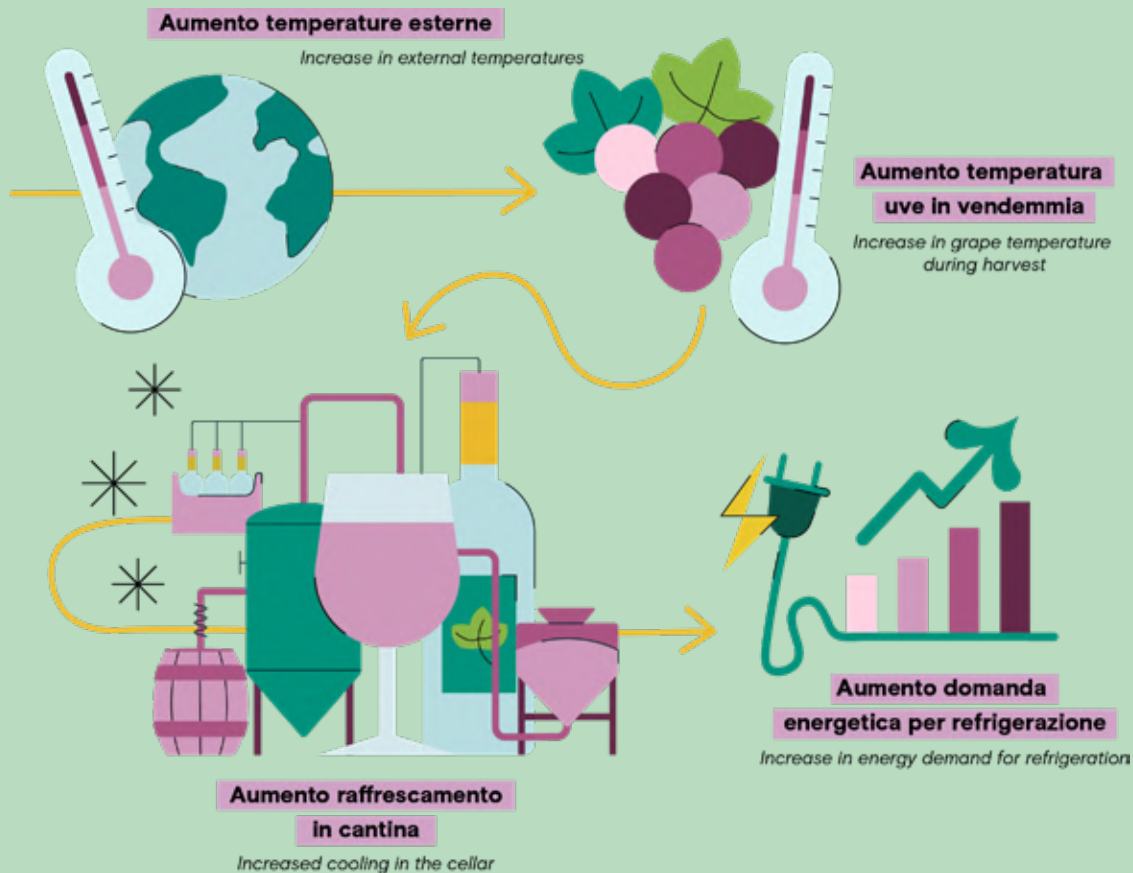 Aumento temperature esterne
Increase in external temperatures
Aumento temperatura
uve in vendemmia
Increase in grape temperature
during harvest
Aumento raffrescamento
in cantina
Increased cooling in the cellar
Aumento domanda
energetica per refrigerazione
Increase in energy demand for refrigeration